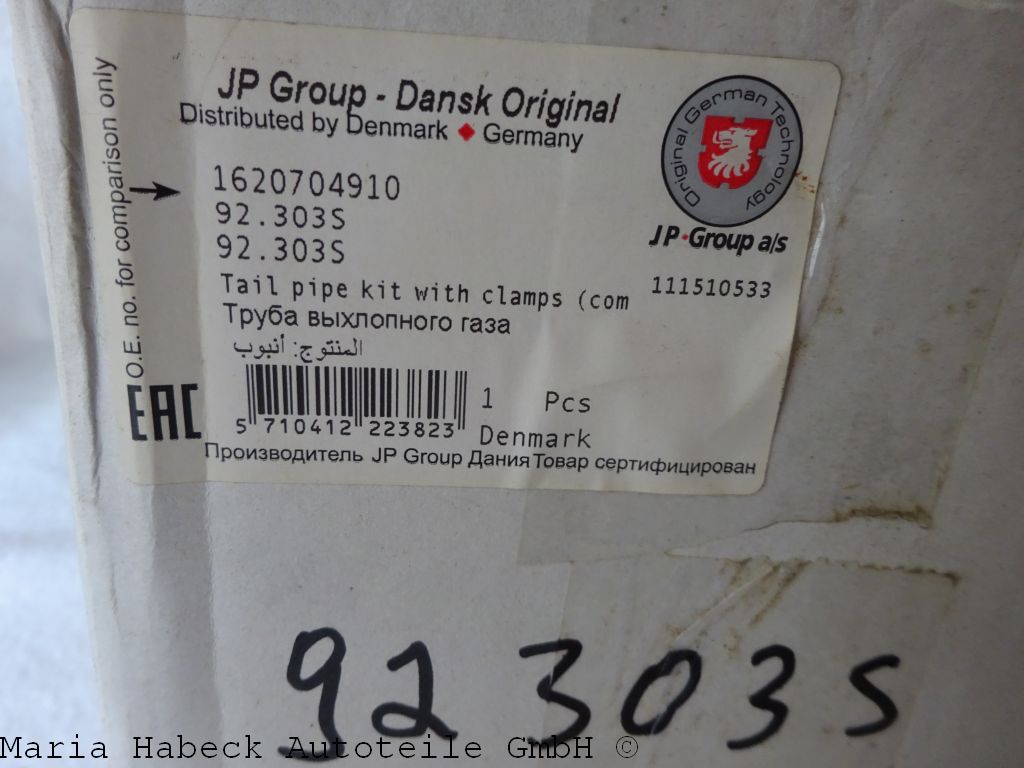 JP Group - Dansk Original
Distributed by Denmark ♦ Germany
O.E. no. for comparison only
1620704910
92.303S
92.303S
Tail pipe kit with clamps (com
111510533
Труба выхлопного газа
المنتوج: أنبوب
5 710412 223823
1 Pcs
Denmark
EAC
Производитель JP Group Дания Товар сертифицирован
Original German Technology
JP Group a/s
92 303S
Maria Habeck Autoteile GmbH ©